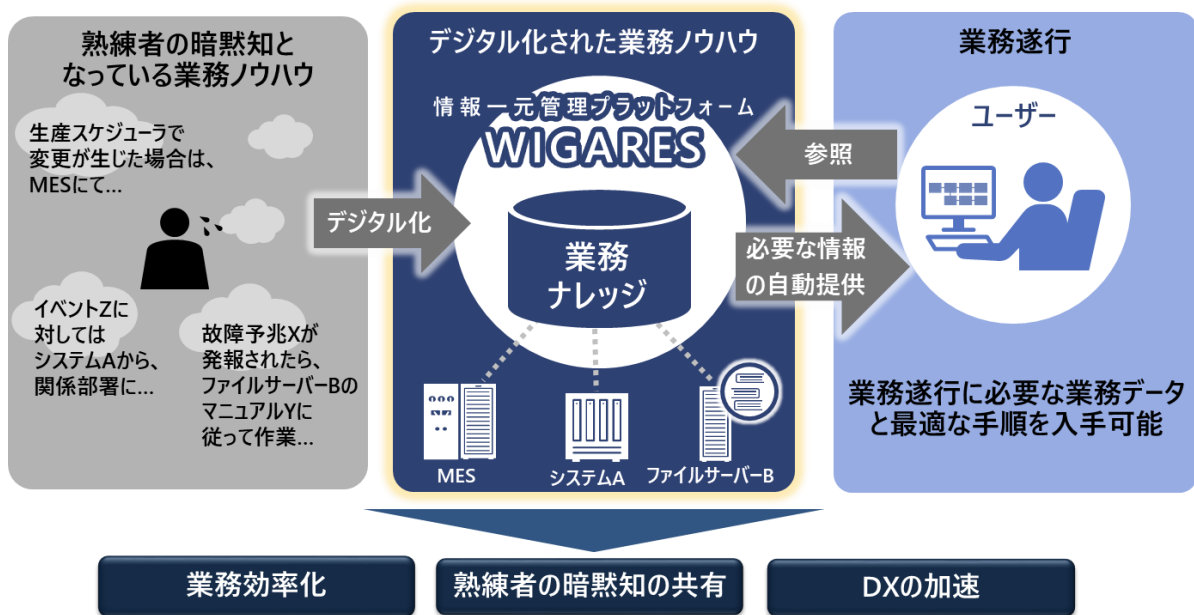 熟練者の暗黙知と
なっている業務ノウハウ
生産スケジューラで
変更が生じた場合は、
MESにて...
イベントZに
対しては
システムAから、
関係部署に...
故障予兆Xが
発報されたら、
ファイルサーバーBの
マニュアルYに
従って作業...
デジタル化
デジタル化された業務ノウハウ
情報一元管理プラットフォーム
WIGARES
業務
ナレッジ
MES
システムA
ファイルサーバーB
参照
必要な情報
の自動提供
業務遂行
ユーザー
業務遂行に必要な業務データ
と最適な手順を入手可能
業務効率化
熟練者の暗黙知の共有
DXの加速